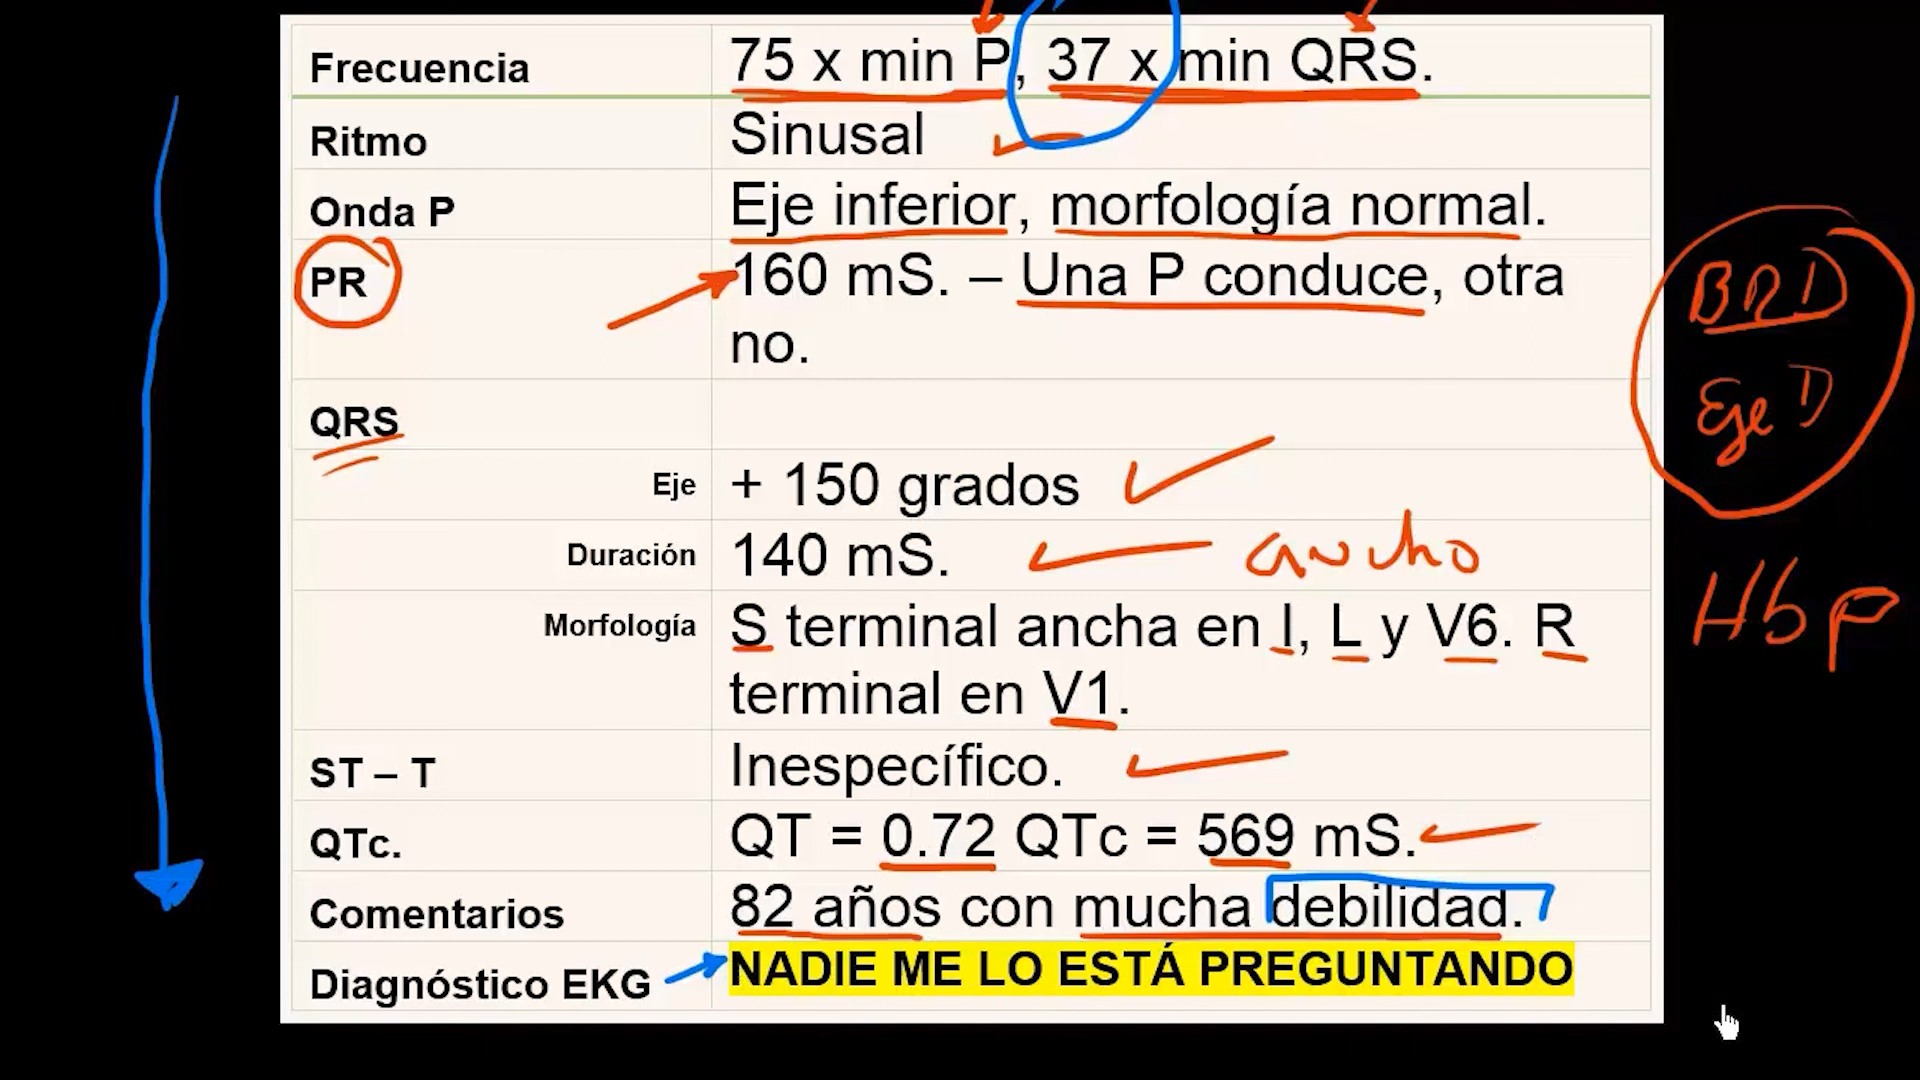 Frecuencia 75 x min P, 37 x min QRS.
Ritmo Sinusal
Onda P Eje inferior, morfología normal.
PR 160 mS. – Una P conduce, otra
no.
QRS
Eje + 150 grados
Duración 140 mS. ancho
Morfología S terminal ancha en I, L y V6. R
terminal en V1.
ST – T Inespecífico.
QTc. QT = 0.72 QTc = 569 mS.
Comentarios 82 años con mucha debilidad.
Diagnóstico EKG NADIE ME LO ESTÁ PREGUNTANDO
BRD
Eje D
Hbp